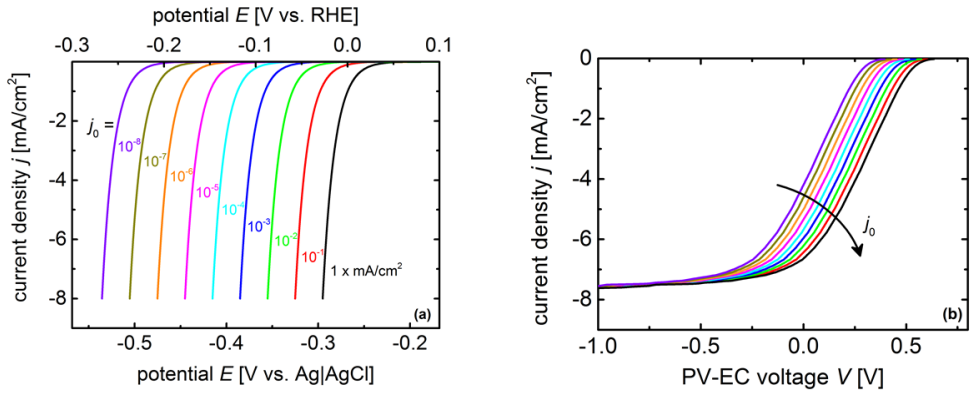 potential E [V vs. RHE]
-0.3 -0.2 -0.1 0.0 0.1
current density j [mA/cm²]
-2
-4
-6
-8
j₀ =
10⁻⁸
10⁻⁷
10⁻⁶
10⁻⁵
10⁻⁴
10⁻³
10⁻²
10⁻¹
1 x mA/cm²
(a)
-0.5 -0.4 -0.3 -0.2
potential E [V vs. Ag|AgCl]
current density j [mA/cm²]
0
-2
-4
-6
-8
j₀
(b)
-1.0 -0.5 0.0 0.5
PV-EC voltage V [V]